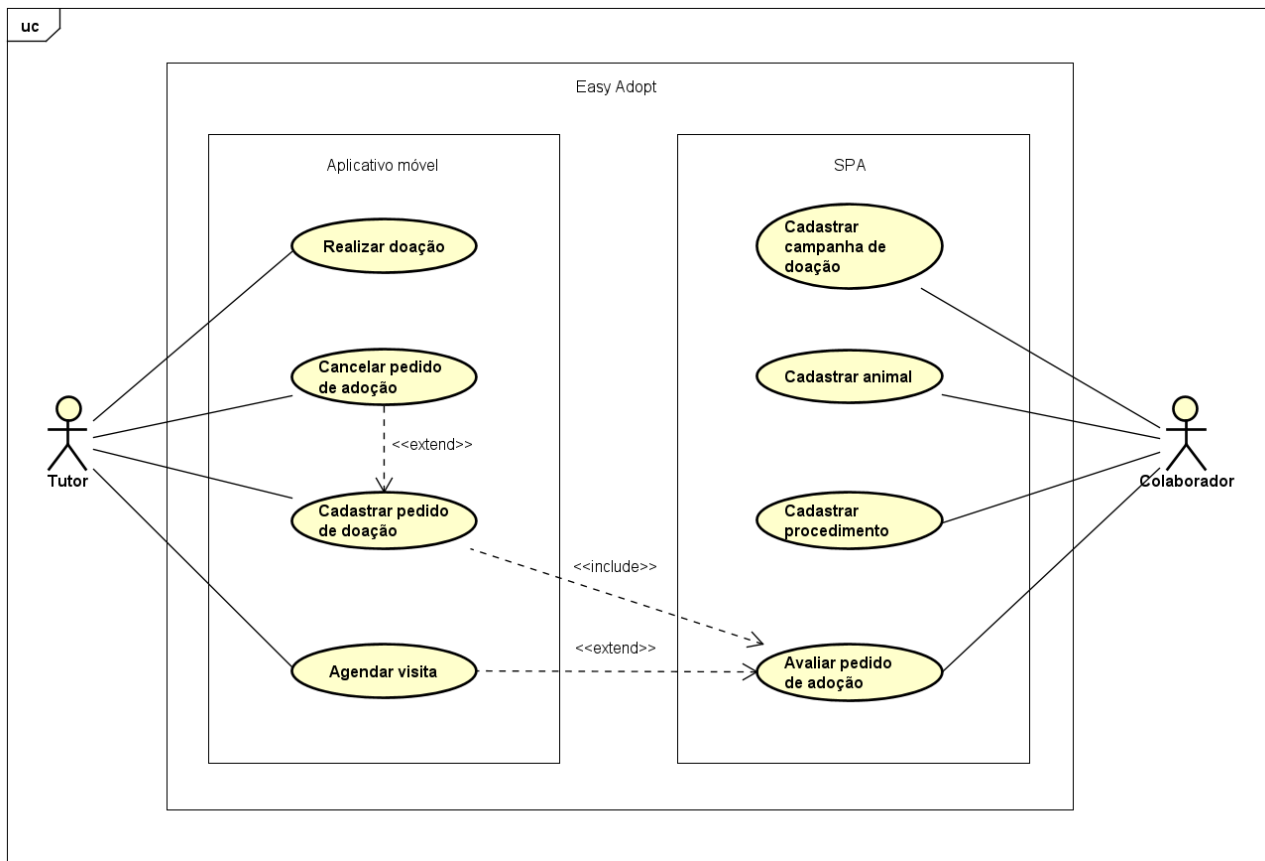 uc
Easy Adopt
Aplicativo móvel
SPA
Realizar doação
Cadastrar
campanha de
doação
Cancelar pedido
de adoção
Cadastrar animal
<<extend>>
Tutor
Colaborador
Cadastrar pedido
de doação
Cadastrar
procedimento
<<include>>
<<extend>>
Agendar visita
Avaliar pedido
de adoção